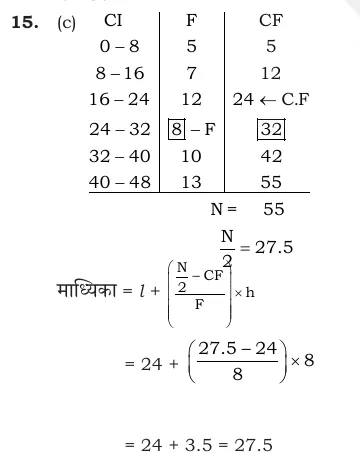 15. (c) CI F CF
0 – 8 5 5
8 – 16 7 12
16 – 24 12 24 ← C.F
24 – 32 8 – F 32
32 – 40 10 42
40 – 48 13 55
N = 55
N/2 = 27.5
माध्यिका = l + ((N/2 – CF)/F) × h
= 24 + ((27.5 – 24)/8) × 8
= 24 + 3.5 = 27.5